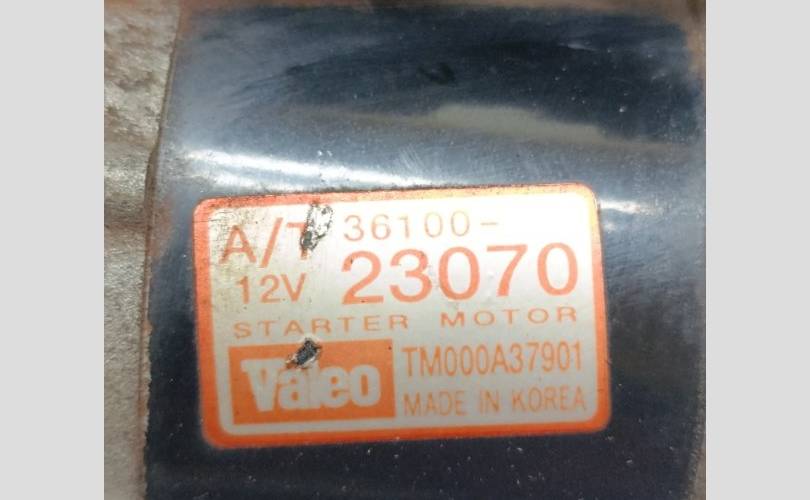 A/T 36100-
12V 23070
STARTER MOTOR
Valeo TM000A37901
MADE IN KOREA